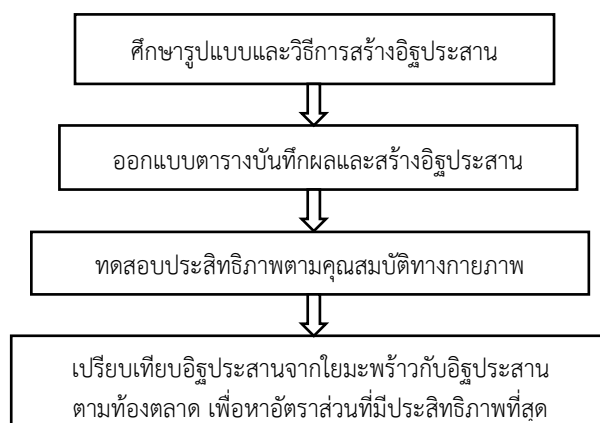 ศึกษารูปแบบและวิธีการสร้างอิฐประสาน
ออกแบบตารางบันทึกผลและสร้างอิฐประสาน
ทดสอบประสิทธิภาพตามคุณสมบัติทางกายภาพ
เปรียบเทียบอิฐประสานจากใยมะพร้าวกับอิฐประสาน
ตามท้องตลาด เพื่อหาอัตราส่วนที่มีประสิทธิภาพที่สุด